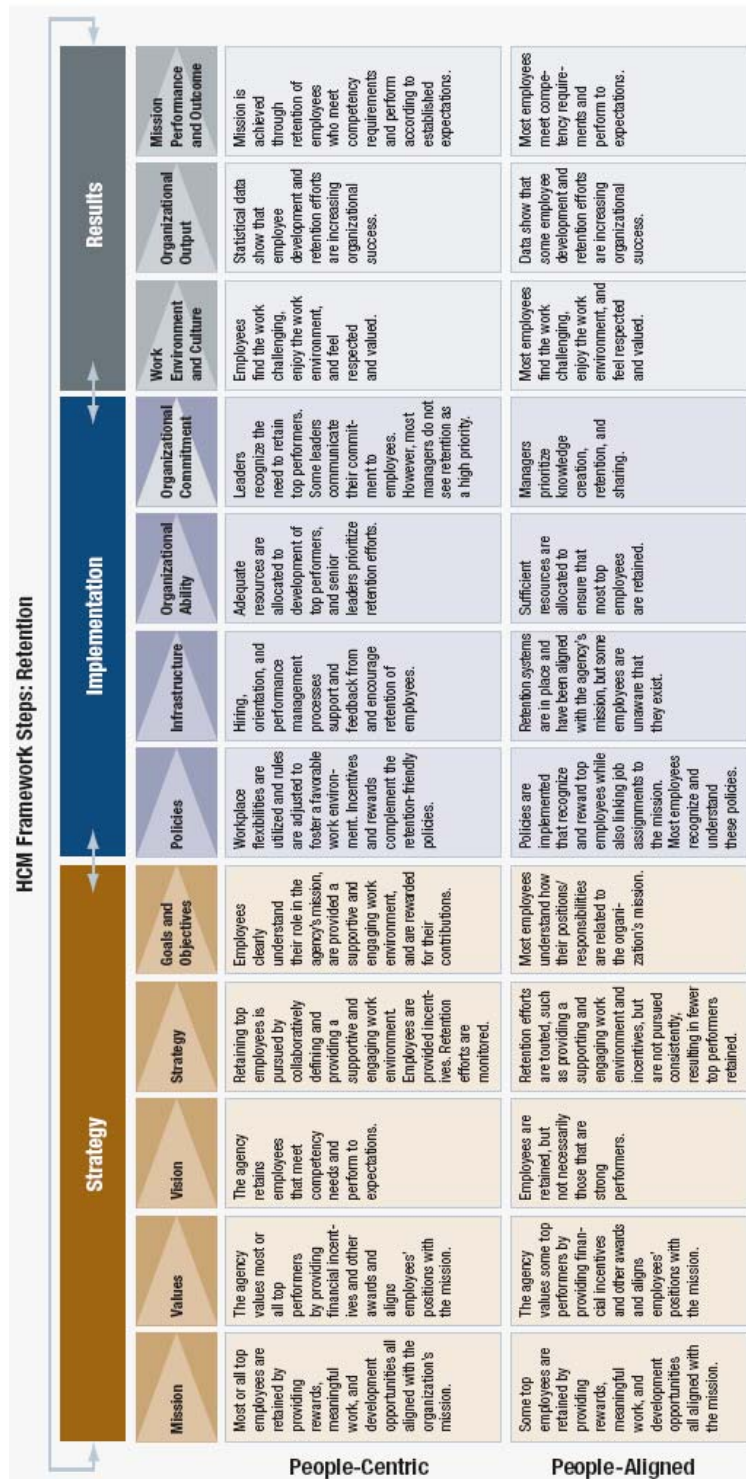 HCM Framework Steps: Retention
Strategy
Implementation
Results
Mission
Values
Vision
Strategy
Goals and
Objectives
Policies
Infrastructure
Organizational
Ability
Organizational
Commitment
Work
Environment
and Culture
Organizational
Output
Mission
Performance
and Outcome
People-Centric
Most or all top
employees are
retained by
providing
rewards,
meaningful
work, and
development
opportunities all
aligned with the
organization's
mission.
The agency
values most or
all top
performers
by providing
financial incent-
ives and other
awards and
aligns
employees'
positions with
the mission.
The agency
retains
employees
that meet
competency
needs and
perform to
expectations.
Retaining top
employees is
pursued by
collaboratively
defining and
providing a
supportive and
engaging work
environment.
Employees are
provided incent-
ives. Retention
efforts are
monitored.
Employees
clearly
understand
their role in the
agency's mission,
are provided a
supportive and
engaging work
environment,
and are rewarded
for their
contributions.
Workplace
flexibilities are
utilized and rules
are adjusted to
foster a favorable
work environ-
ment. Incentives
and rewards
complement the
retention-friendly
policies.
Hiring,
orientation, and
performance
management
processes
support and
feedback from
and encourage
retention of
employees.
Adequate
resources are
allocated to
development of
top performers,
and senior
leaders prioritize
retention efforts.
Leaders
recognize the
need to retain
top performers.
Some leaders
communicate
their commit-
ment to
employees.
However, most
managers do not
see retention as
a high priority.
Employees
find the work
challenging,
enjoy the work
environment,
and feel
respected
and valued.
Statistical data
show that
employee
development and
retention efforts
are increasing
organizational
success.
Mission is
achieved
through
retention of
employees
who meet
competency
requirements
and perform
according to
established
expectations.
People-Aligned
Some top
employees are
retained by
providing
rewards,
meaningful
work, and
development
opportunities
all aligned with
the mission.
The agency
values some top
performers by
providing finan-
cial incentives
and other awards
and aligns
employees'
positions with
the mission.
Employees are
retained, but
not necessarily
those that are
strong
performers.
Retention efforts
are touted, such
as providing a
supporting and
engaging work
environment and
incentives, but
are not pursued
consistently,
resulting in fewer
top performers
retained.
Most employees
understand how
their positions/
responsibilities
are related to
the organi-
zation's mission.
Policies are
implemented
that recognize
and reward top
employees while
also linking job
assignments to
the mission.
Most employees
recognize and
understand
these policies.
Retention systems
are in place and
have been aligned
with the agency's
mission, but some
employees are
unaware that
they exist.
Sufficient
resources are
allocated to
ensure that
most top
employees
are retained.
Managers
prioritize
knowledge
creation,
retention, and
sharing.
Most employees
find the work
challenging,
enjoy the work
environment, and
feel respected
and valued.
Data show that
some employee
development and
retention efforts
are increasing
organizational
success.
Most employees
meet compe-
tency require-
ments and
perform to
expectations.